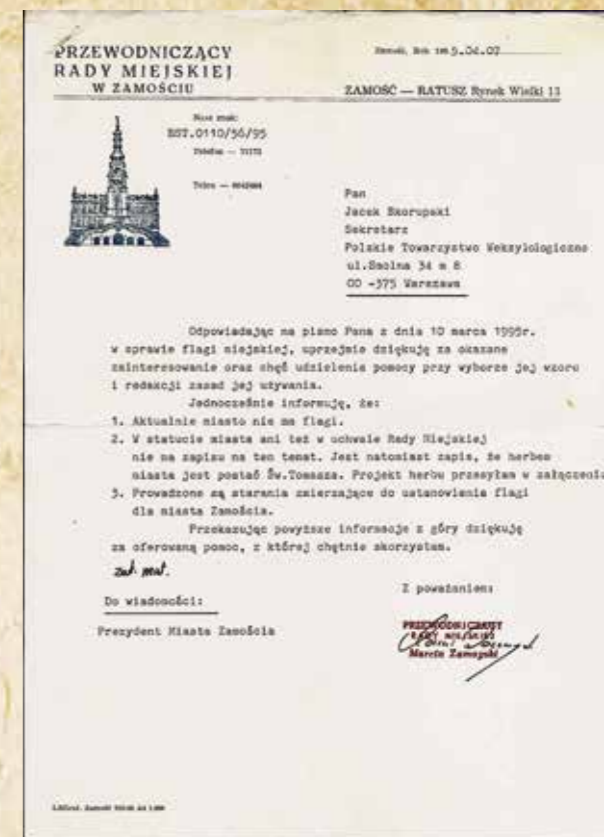 PRZEWODNICZĄCY
RADY MIEJSKIEJ
W ZAMOŚCIU
5.04.07
ZAMOŚĆ — RATUSZ Rynek Wielki 13
Nasz znak:
BST.0110/56/95
Telefon —
Pan
Jacek Skorupski
Sekretarz
Polskie Towarzystwo Weksylologiczne
ul.Smolna 34 m 8
00 -375 Warszawa
Odpowiadając na pismo Pana z dnia 10 marca 1995r.
w sprawie flagi miejskiej, uprzejmie dziękuję za okazane
zainteresowanie oraz chęć udzielenia pomocy przy wyborze jej wzoru
i redakcji zasad jej używania.
Jednocześnie informuję, że:
1. Aktualnie miasto nie ma flagi.
2. W statucie miasta ani też w uchwale Rady Miejskiej
nie ma zapisu na ten temat. Jest natomiast zapis, że herbem
miasta jest postać Św.Tomasza. Projekt herbu przesyłam w załączeniu
3. Prowadzone są starania zmierzające do ustanowienia flagi
dla miasta Zamościa.
Przekazując powyższe informacje z góry dziękuję
za oferowaną pomoc, z której chętnie skorzystam.
Z poważaniem:
Do wiadomości:
Prezydent Miasta Zamościa
PRZEWODNICZĄCY
RADY MIEJSKIEJ
Marcin Zamoyski